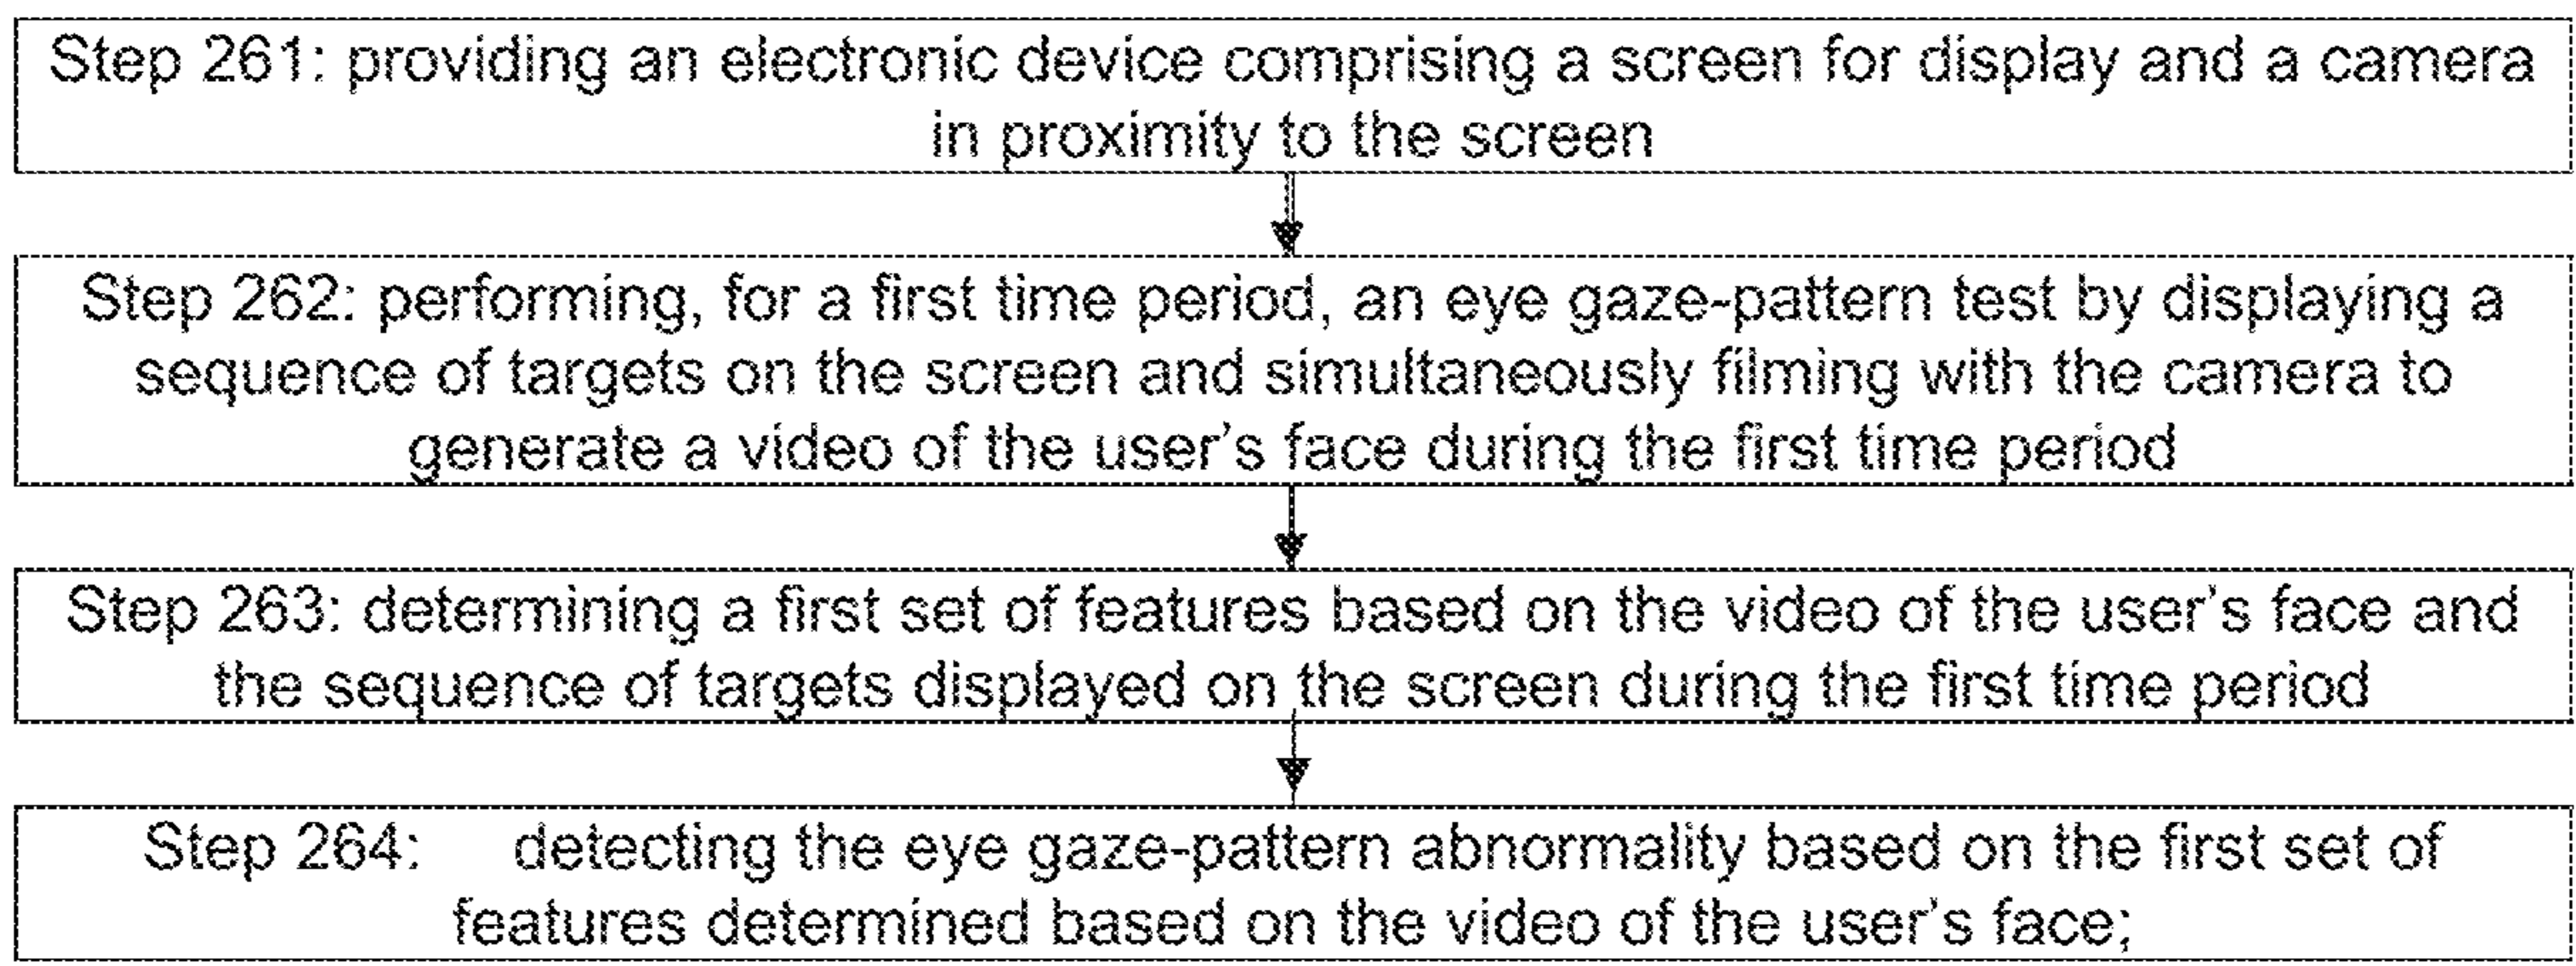 Step 261: providing an electronic device comprising a screen for display and a camera
in proximity to the screen
Step 262: performing, for a first time period, an eye gaze-pattern test by displaying a
sequence of targets on the screen and simultaneously filming with the camera to
generate a video of the user's face during the first time period
Step 263: determining a first set of features based on the video of the user's face and
the sequence of targets displayed on the screen during the first time period
Step 264: detecting the eye gaze-pattern abnormality based on the first set of
features determined based on the video of the user's face;